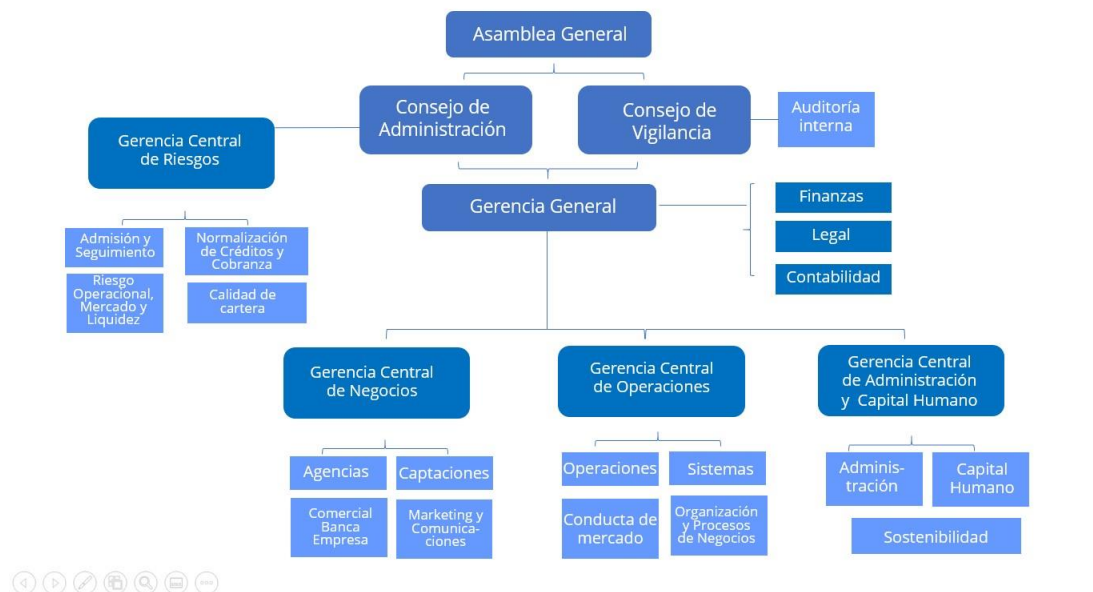 Asamblea General
Consejo de
Administración
Consejo de
Vigilancia
Auditoría
interna
Gerencia Central
de Riesgos
Gerencia General
Finanzas
Legal
Contabilidad
Admisión y
Seguimiento
Normalización
de Créditos y
Cobranza
Riesgo
Operacional,
Mercado y
Liquidez
Calidad de
cartera
Gerencia Central
de Negocios
Gerencia Central
de Operaciones
Gerencia Central
de Administración
y Capital Humano
Agencias
Captaciones
Comercial
Banca
Empresa
Marketing y
Comunica-
ciones
Operaciones
Sistemas
Conducta de
mercado
Organización
y Procesos
de Negocios
Adminis-
tración
Capital
Humano
Sostenibilidad